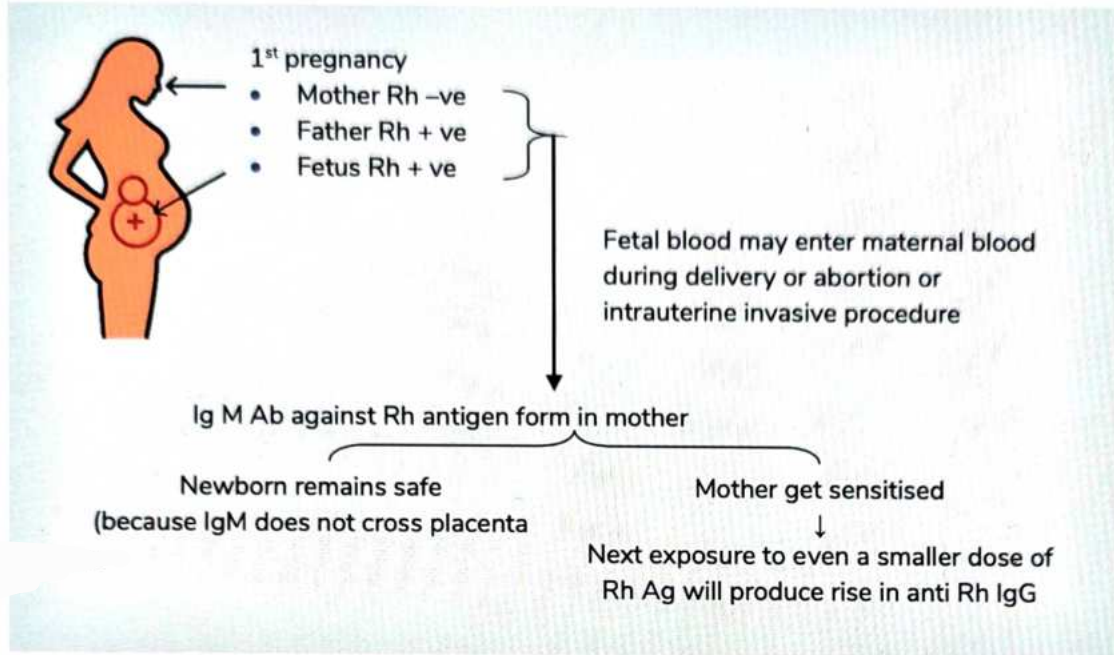 1st pregnancy
• Mother Rh –ve
• Father Rh + ve
• Fetus Rh + ve
+
Fetal blood may enter maternal blood
during delivery or abortion or
intrauterine invasive procedure
Ig M Ab against Rh antigen form in mother
Newborn remains safe
(because IgM does not cross placenta
Mother get sensitised
↓
Next exposure to even a smaller dose of
Rh Ag will produce rise in anti Rh IgG